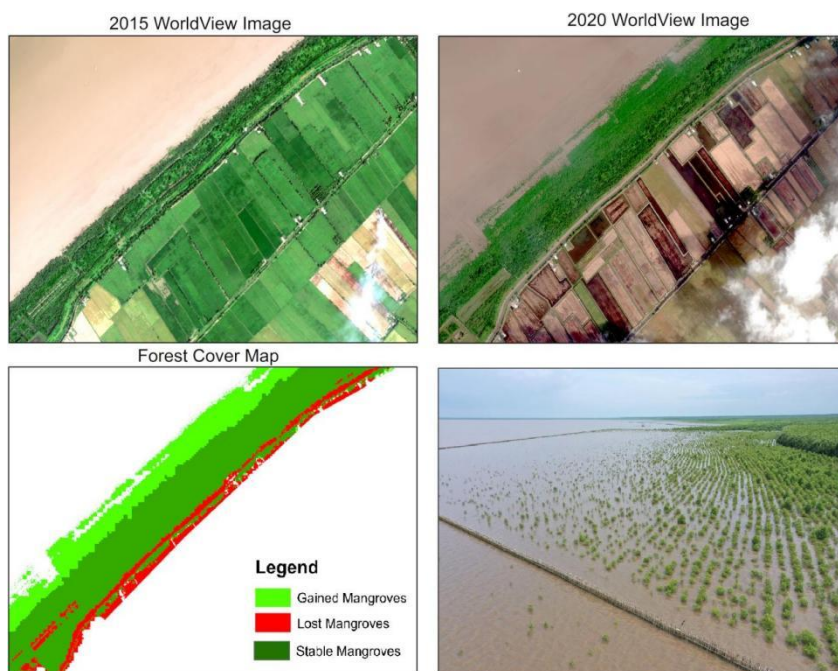 2015 WorldView Image
2020 WorldView Image
Forest Cover Map
Legend
Gained Mangroves
Lost Mangroves
Stable Mangroves